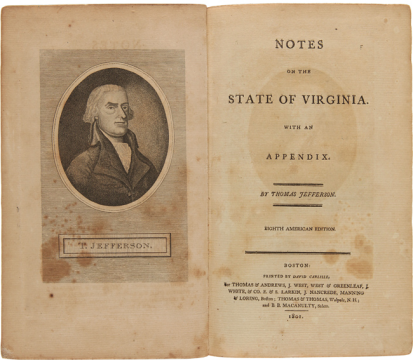 T. JEFFERSON.
NOTES
ON THE
STATE OF VIRGINIA.
WITH AN
APPENDIX.
BY THOMAS JEFFERSON.
EIGHTH AMERICAN EDITION.
BOSTON:
PRINTED BY DAVID CARLISLE,
For THOMAS & ANDREWS, J. WEST, WEST & GREENLEAF, J.
WHITE, & CO. E. & S. LARKIN, J. NANCREDE, MANNING
& LORING, Boston; THOMAS & THOMAS, Walpole, N. H.;
and B. B. MACANULTY, Salem.
1801.